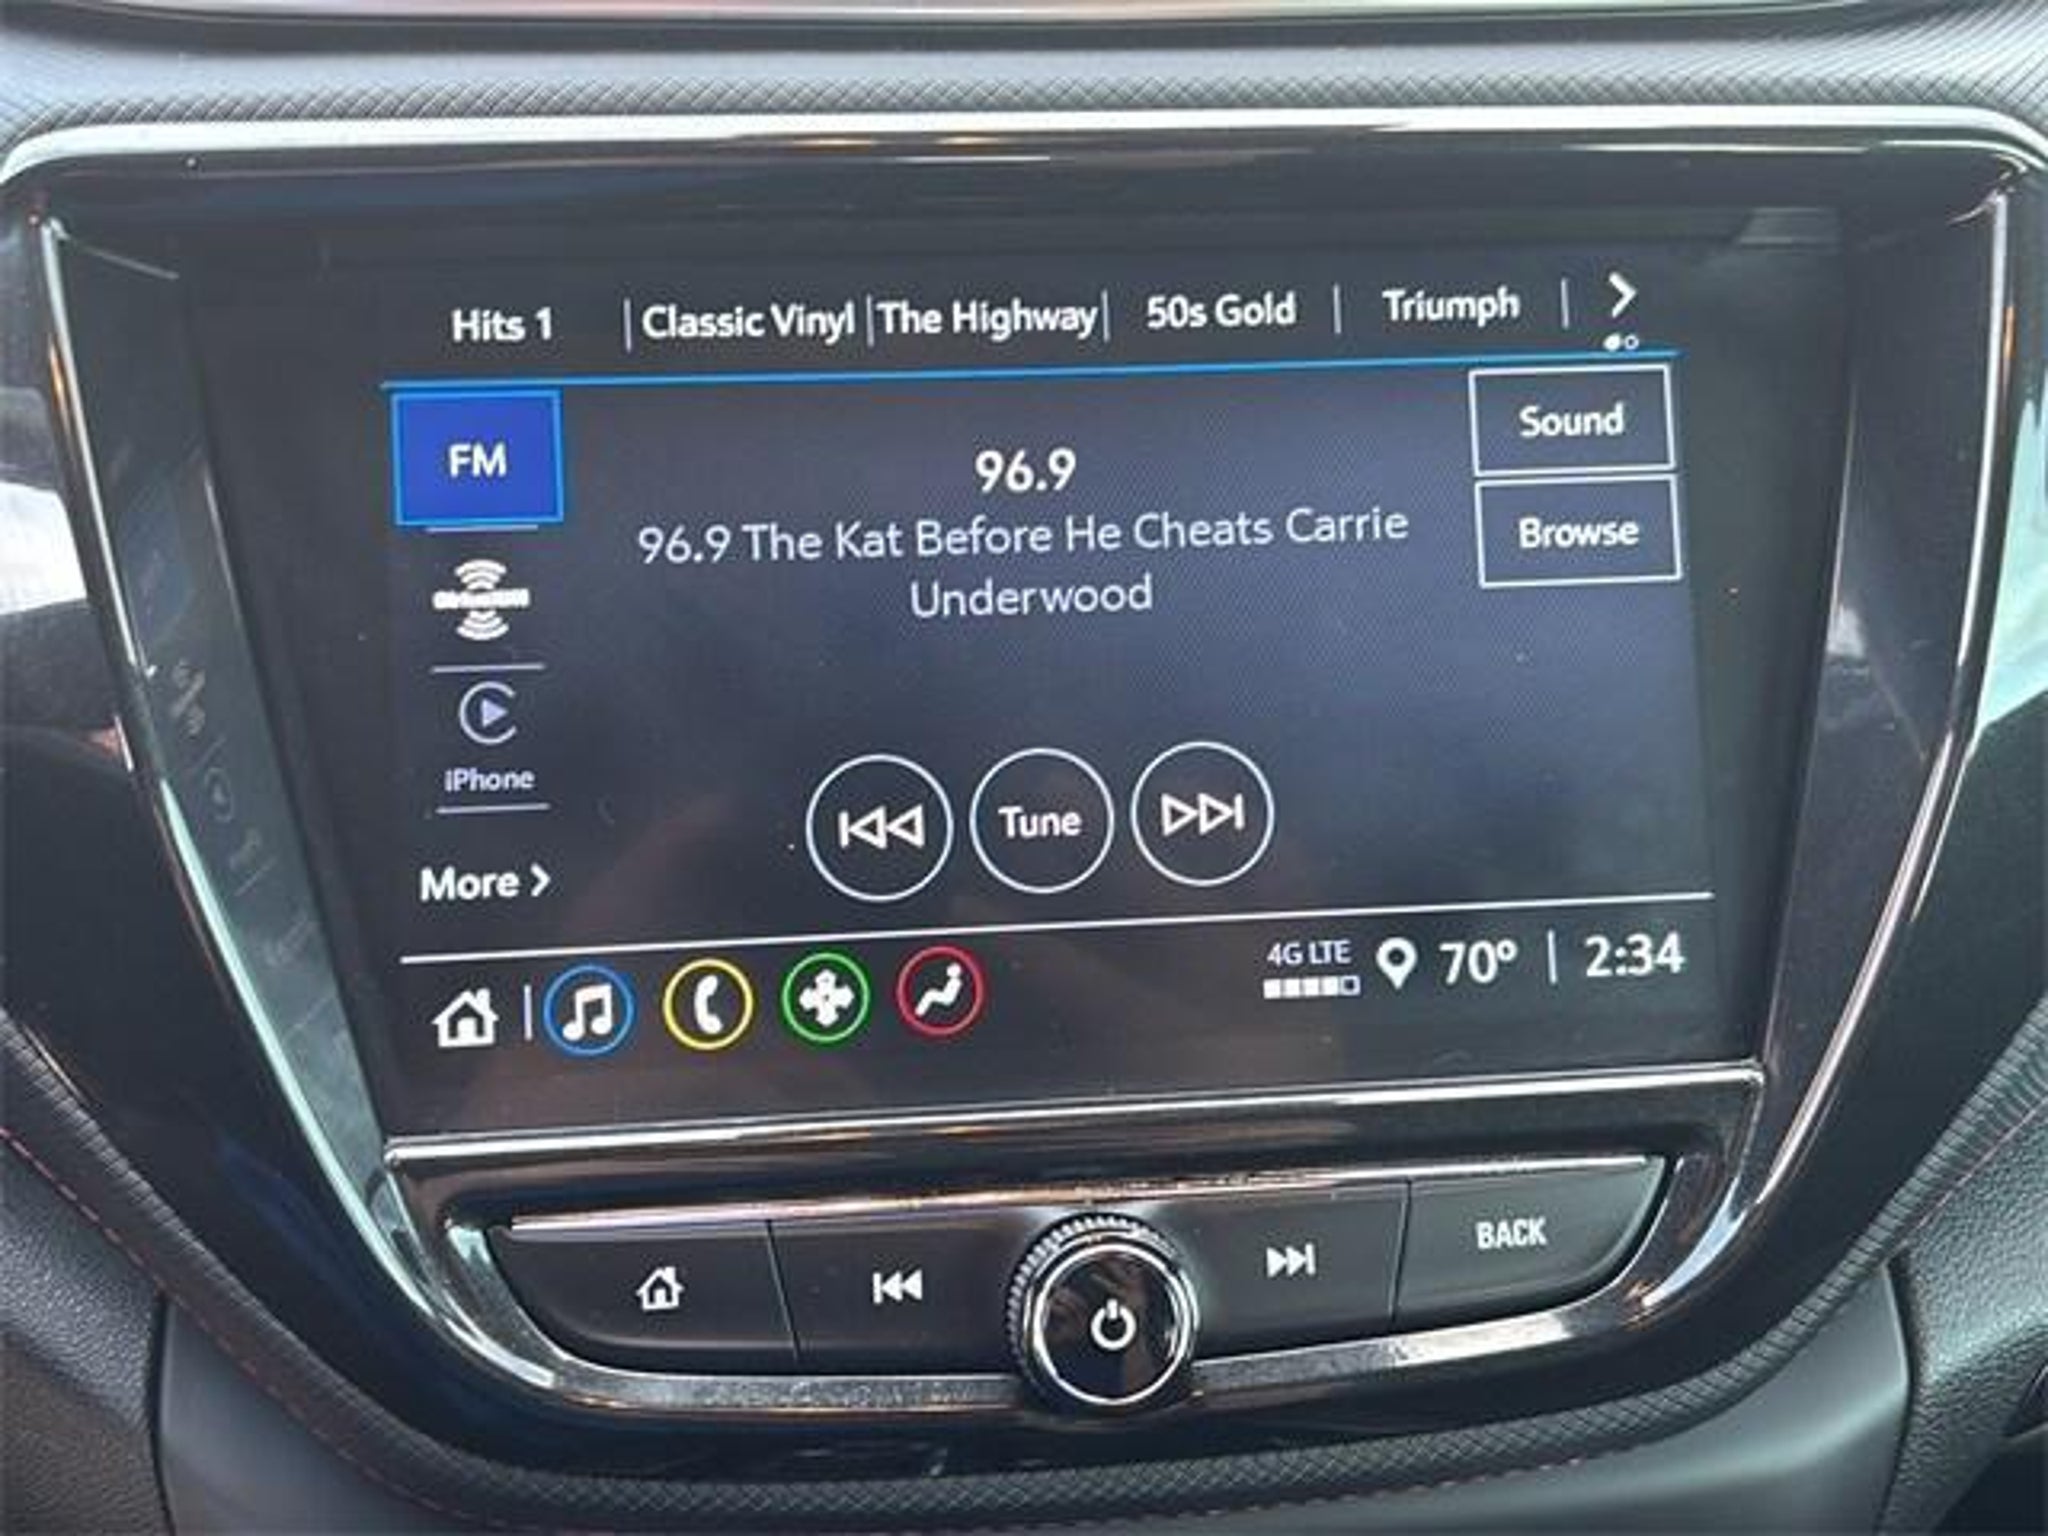 Hits 1 Classic Vinyl The Highway 50s Gold Triumph
FM
96.9
Sound
96.9 The Kat Before He Cheats Carrie
Underwood
Browse
iPhone
Tune
More
4G LTE 70° 2:34
BACK